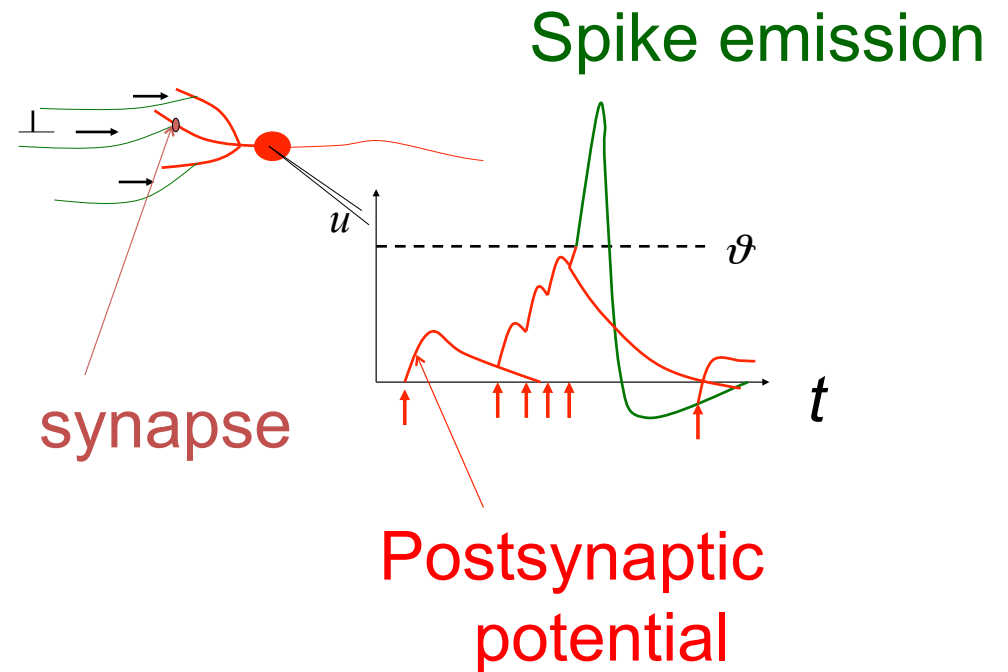 Spike emission
u
ϑ
t
synapse
Postsynaptic
potential